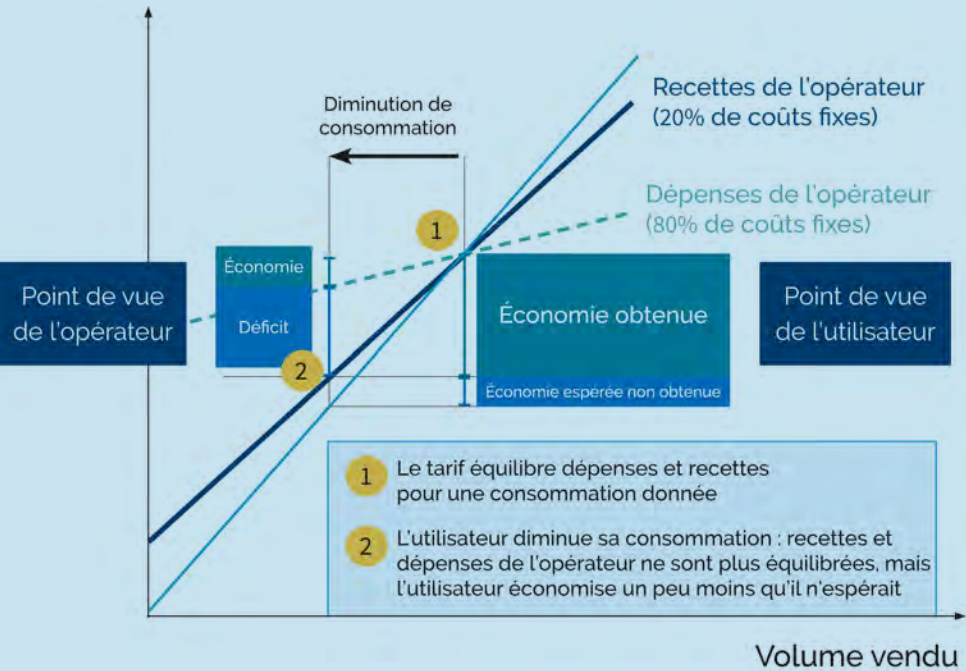 Diminution de
consommation
Recettes de l'opérateur
(20% de coûts fixes)
Dépenses de l'opérateur
(80% de coûts fixes)
1
Économie
Point de vue
de l'opérateur
Déficit
2
Économie obtenue
Économie espérée non obtenue
Point de vue
de l'utilisateur
1
Le tarif équilibre dépenses et recettes
pour une consommation donnée
2
L'utilisateur diminue sa consommation : recettes et
dépenses de l'opérateur ne sont plus équilibrées, mais
l'utilisateur économise un peu moins qu'il n'espérait
Volume vendu